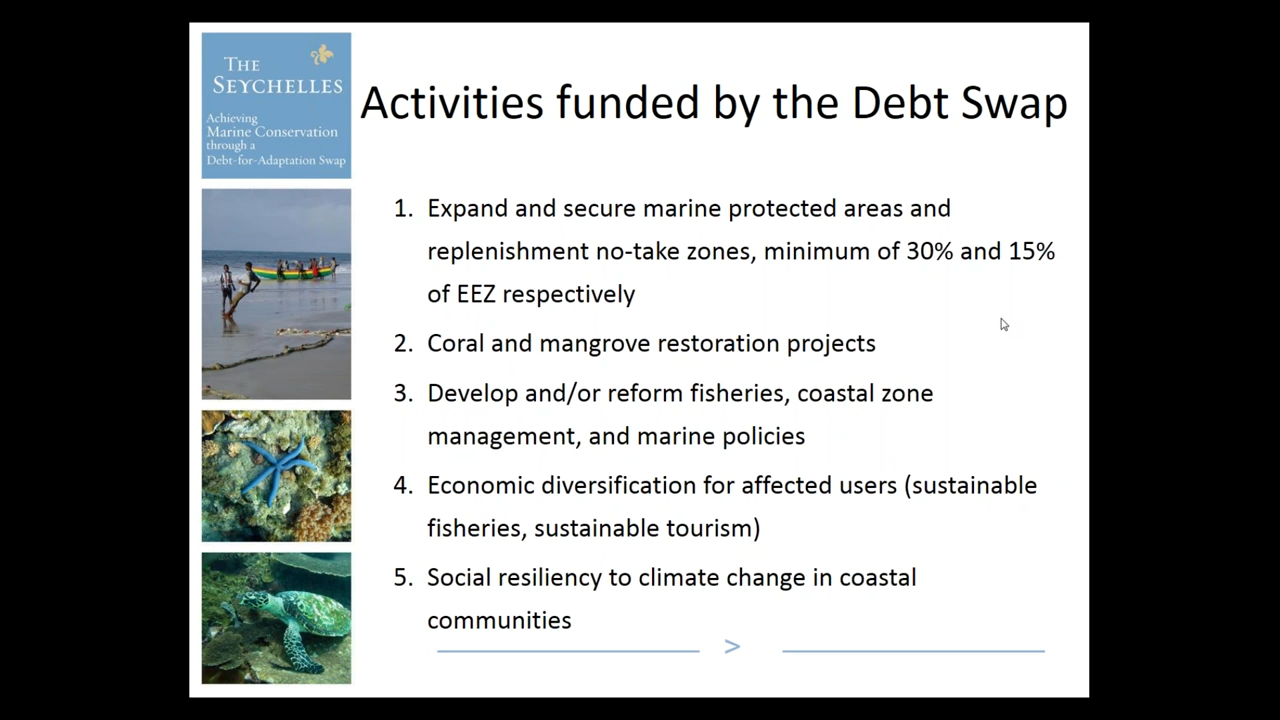 THE
SEYCHELLES
Achieving
Marine Conservation
through a
Debt-for-Adaptation Swap
Activities funded by the Debt Swap
1. Expand and secure marine protected areas and
replenishment no-take zones, minimum of 30% and 15%
of EEZ respectively
2. Coral and mangrove restoration projects
3. Develop and/or reform fisheries, coastal zone
management, and marine policies
4. Economic diversification for affected users (sustainable
fisheries, sustainable tourism)
5. Social resiliency to climate change in coastal
communities
>